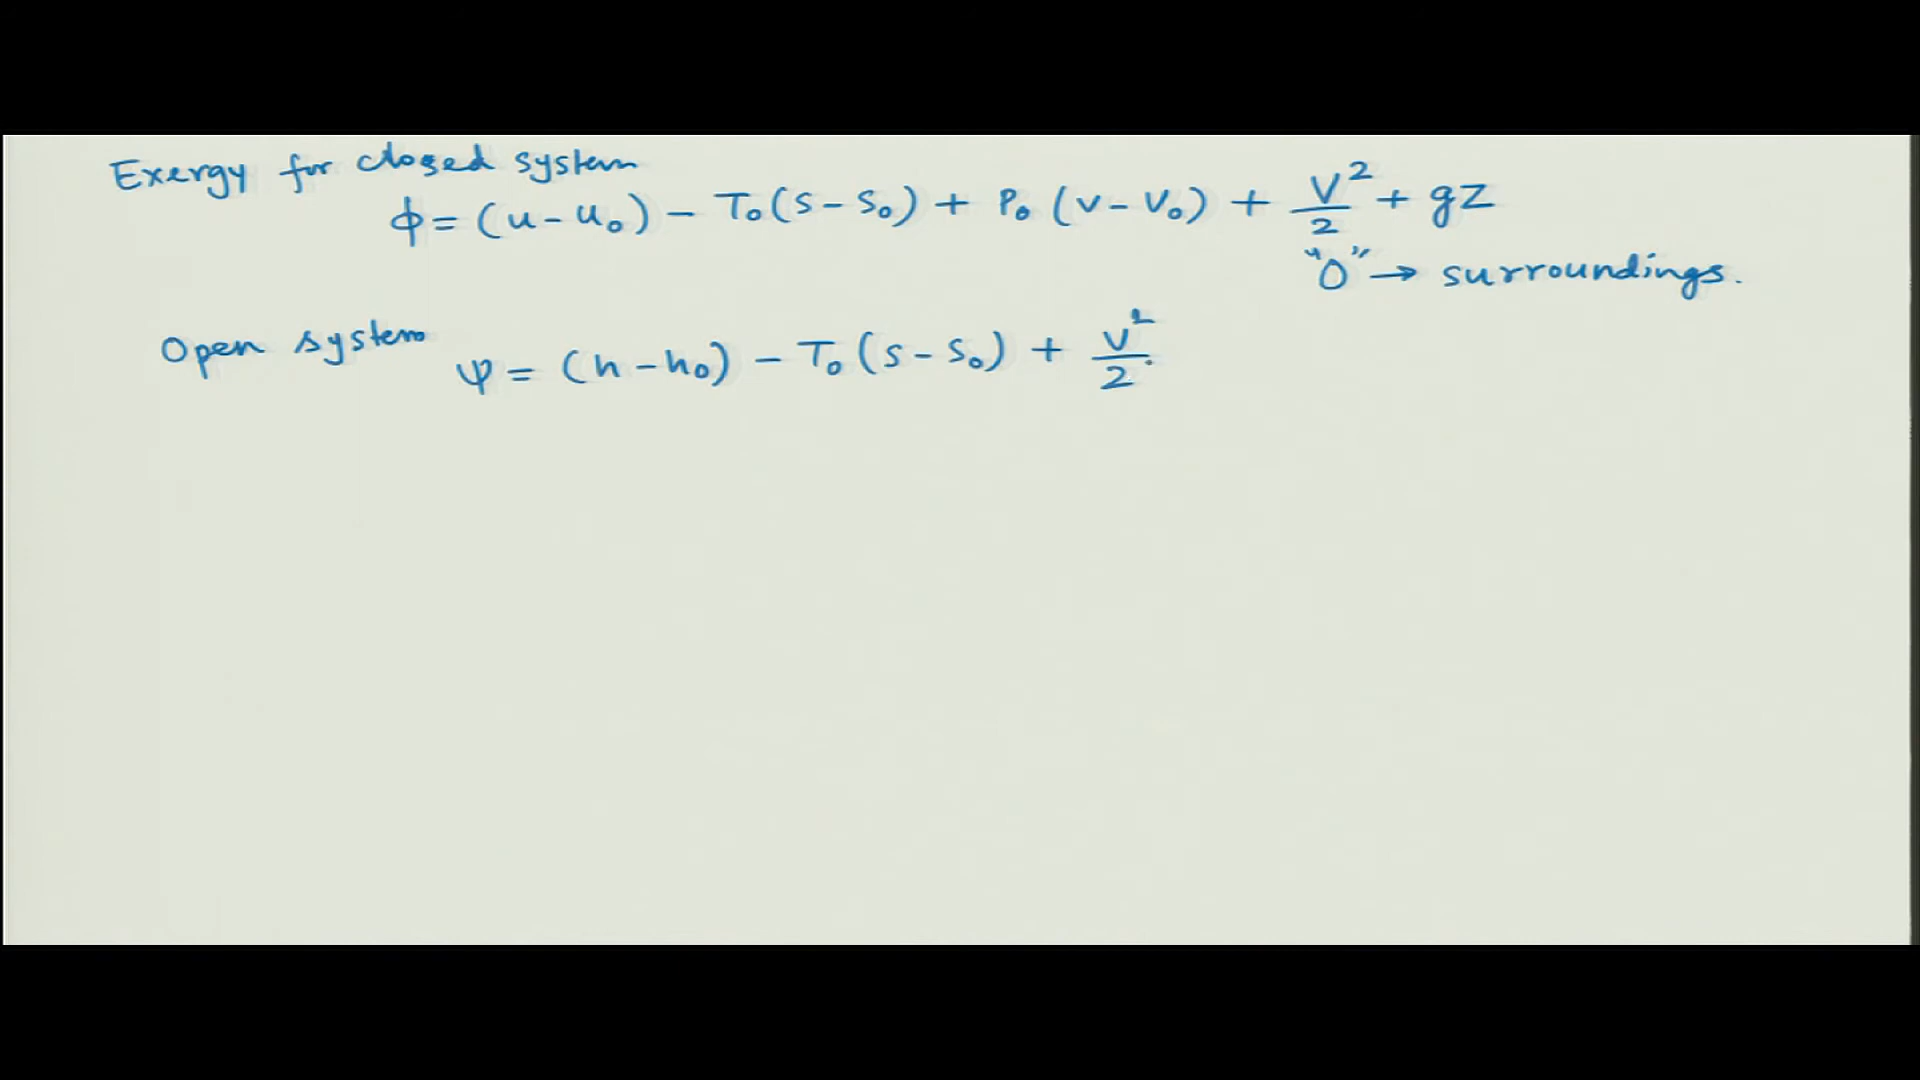 Exergy for closed system
ϕ = (u - u₀) - T₀(s - s₀) + P₀(v - v₀) + V²/2 + gz
"0" → surroundings.
Open system
ψ = (h - h₀) - T₀(s - s₀) + V²/2